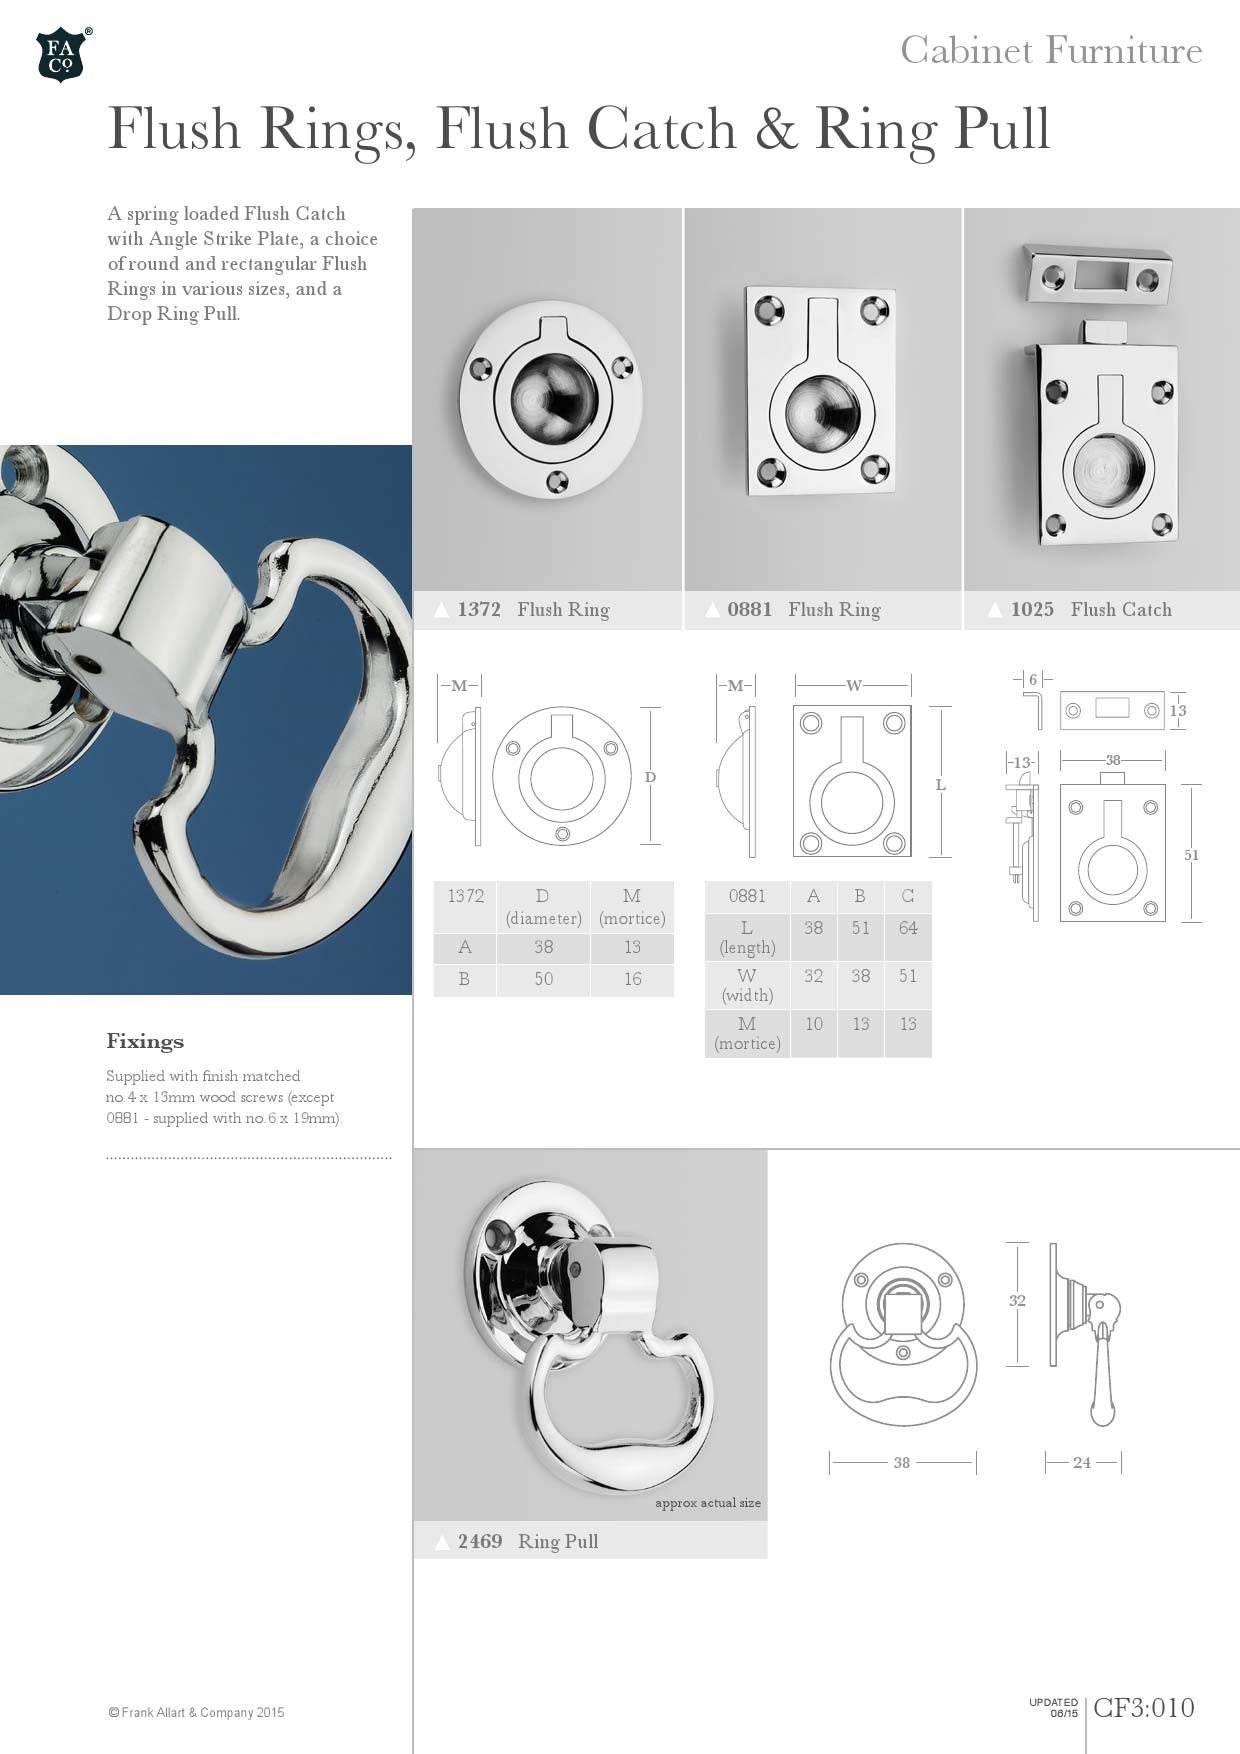 FA
Co.
®
Cabinet Furniture
Flush Rings, Flush Catch & Ring Pull
A spring loaded Flush Catch
with Angle Strike Plate, a choice
of round and rectangular Flush
Rings in various sizes, and a
Drop Ring Pull.
1372 Flush Ring
0881 Flush Ring
1025 Flush Catch
M
D
M
W
L
6
13
13
38
51
1372 D (diameter) M (mortice)
A 38 13
B 50 16
0881 A B C
L (length) 38 51 64
W (width) 32 38 51
M (mortice) 10 13 13
Fixings
Supplied with finish matched
no.4 x 13mm wood screws (except
0881 - supplied with no.6 x 19mm).
approx actual size
2469 Ring Pull
32
38
24
© Frank Allart & Company 2015
UPDATED
06/15
CF3:010